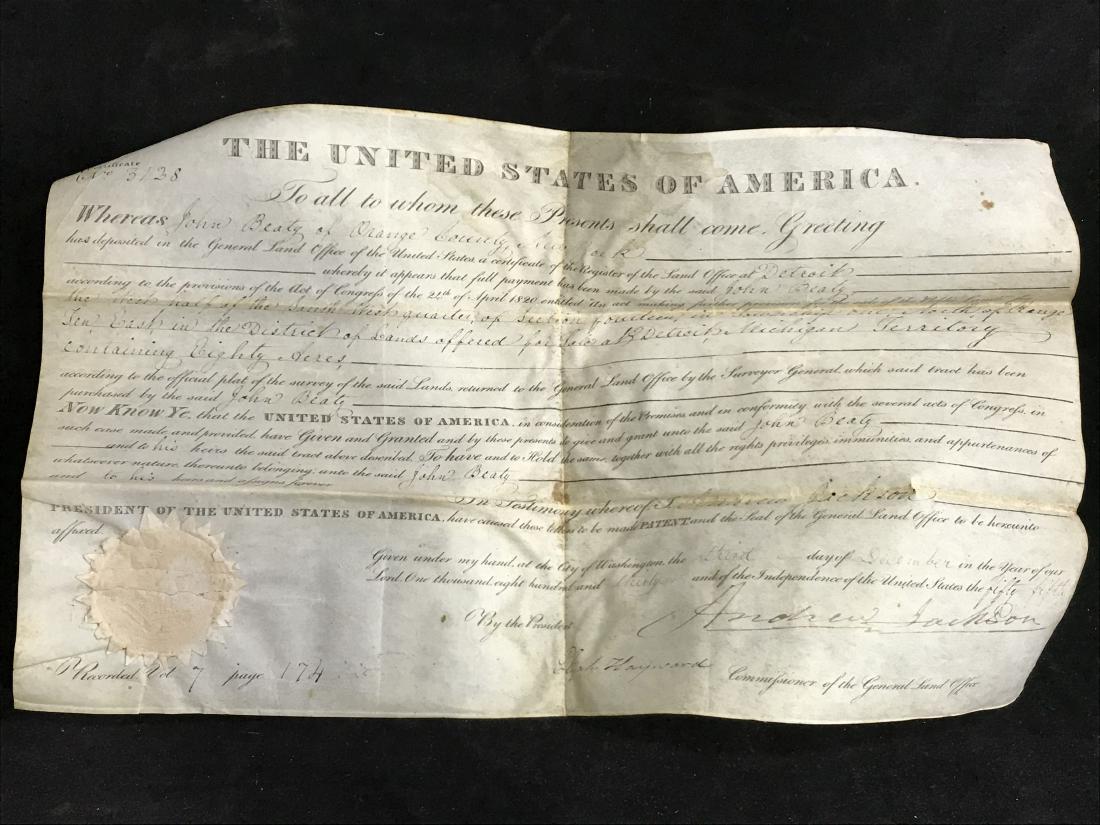 THE UNITED STATES OF AMERICA.
Certificate
No 3128
To all to whom these Presents shall come, Greeting
Whereas John Beaty of Orange County, New York
has deposited in the General Land Office of the United States, a certificate of the Register of the Land Office at Detroit
whereby it appears that full payment has been made by the said John Beaty
according to the provisions of the Act of Congress of the 24th of April 1820, entitled "An act making further provision for the sale of the Public Lands" for
the West half of the South West quarter of Section fourteen, in Township North, of Range
Ten East in the District of Lands offered for Sale at Detroit, Michigan Territory
containing Eighty Acres,
according to the official plat of the survey of the said Lands, returned to the General Land Office by the Surveyor General, which said tract has been
purchased by the said John Beaty
Now Know Ye, that the UNITED STATES OF AMERICA, in consideration of the Premises, and in conformity with the several acts of Congress, in
such case made and provided, have Given and Granted, and by these presents do give and grant, unto the said John Beaty
and to his heirs the said tract above described, To have and to Hold the same, together with all the rights, privileges, immunities, and appurtenances of
whatsoever nature, thereunto belonging, unto the said John Beaty
and to his heirs and assigns forever
In Testimony whereof I, Andrew Jackson
PRESIDENT OF THE UNITED STATES OF AMERICA, have caused these letters to be made PATENT, and the Seal of the General Land Office to be hereunto
affixed.
Given under my hand, at the City of Washington, the third day of December in the Year of our
Lord One thousand eight hundred and thirty and of the Independence of the United States the fifty fifth
By the President Andrew Jackson
Elijah Hayward
Commissioner of the General Land Office
Recorded Vol 7 page 174